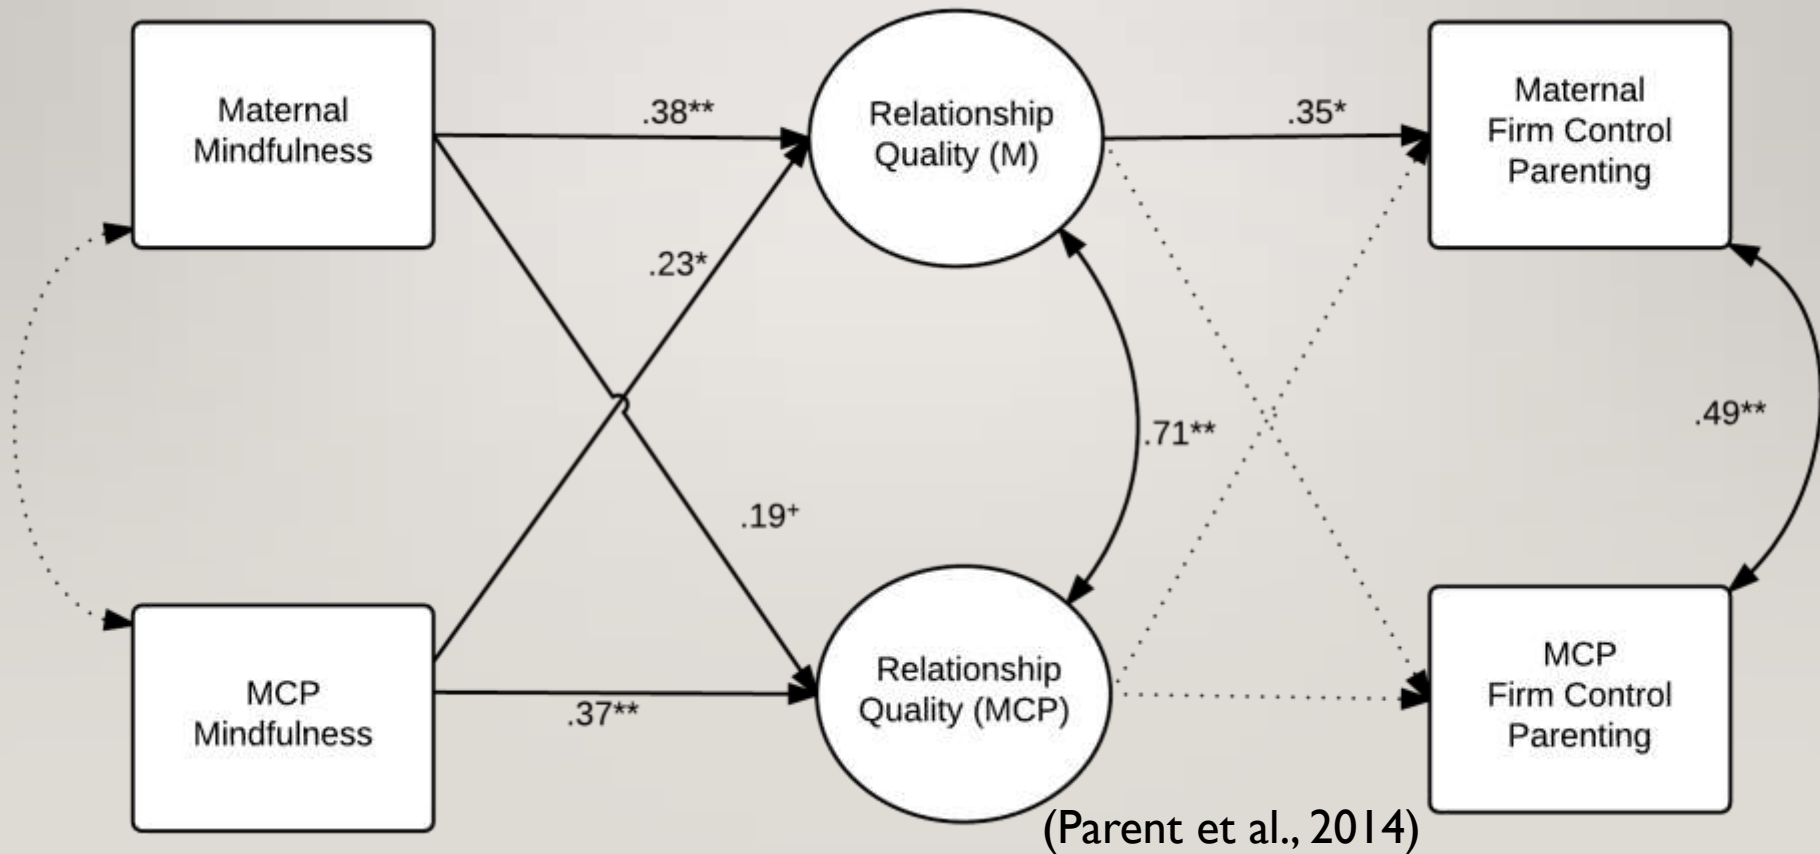 Maternal
Mindfulness
.38**
Relationship
Quality (M)
.35*
Maternal
Firm Control
Parenting
.23*
.71**
.49**
.19+
MCP
Mindfulness
.37**
Relationship
Quality (MCP)
MCP
Firm Control
Parenting
(Parent et al., 2014)